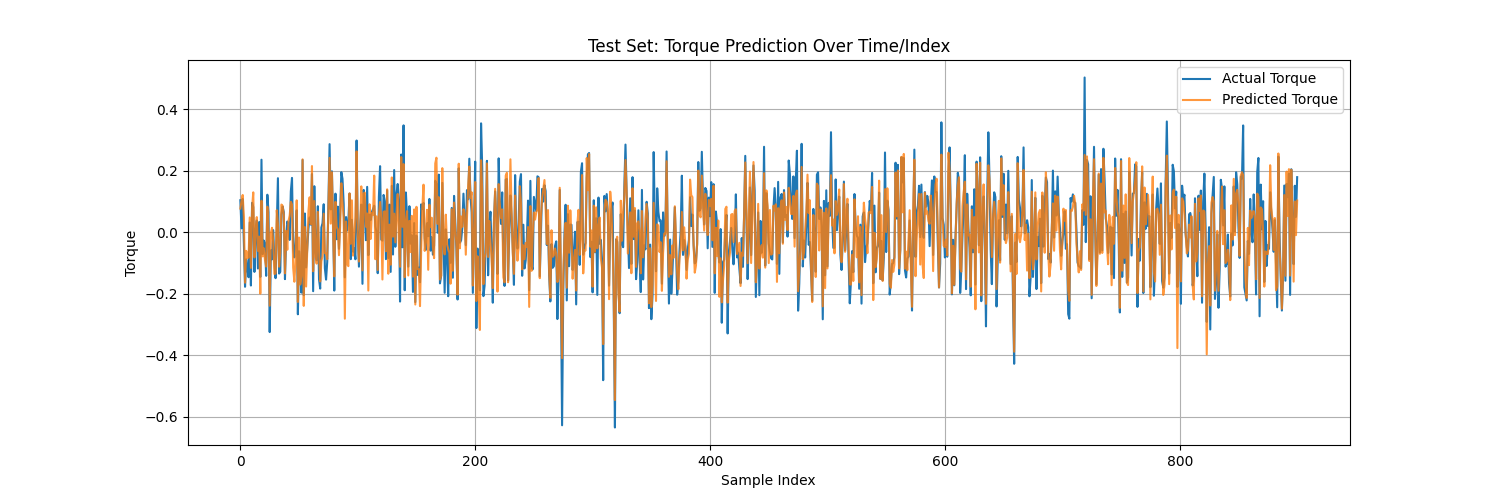 Test Set: Torque Prediction Over Time/Index
Actual Torque
Predicted Torque
0.4
0.2
0.0
−0.2
−0.4
−0.6
Torque
0 200 400 600 800
Sample Index